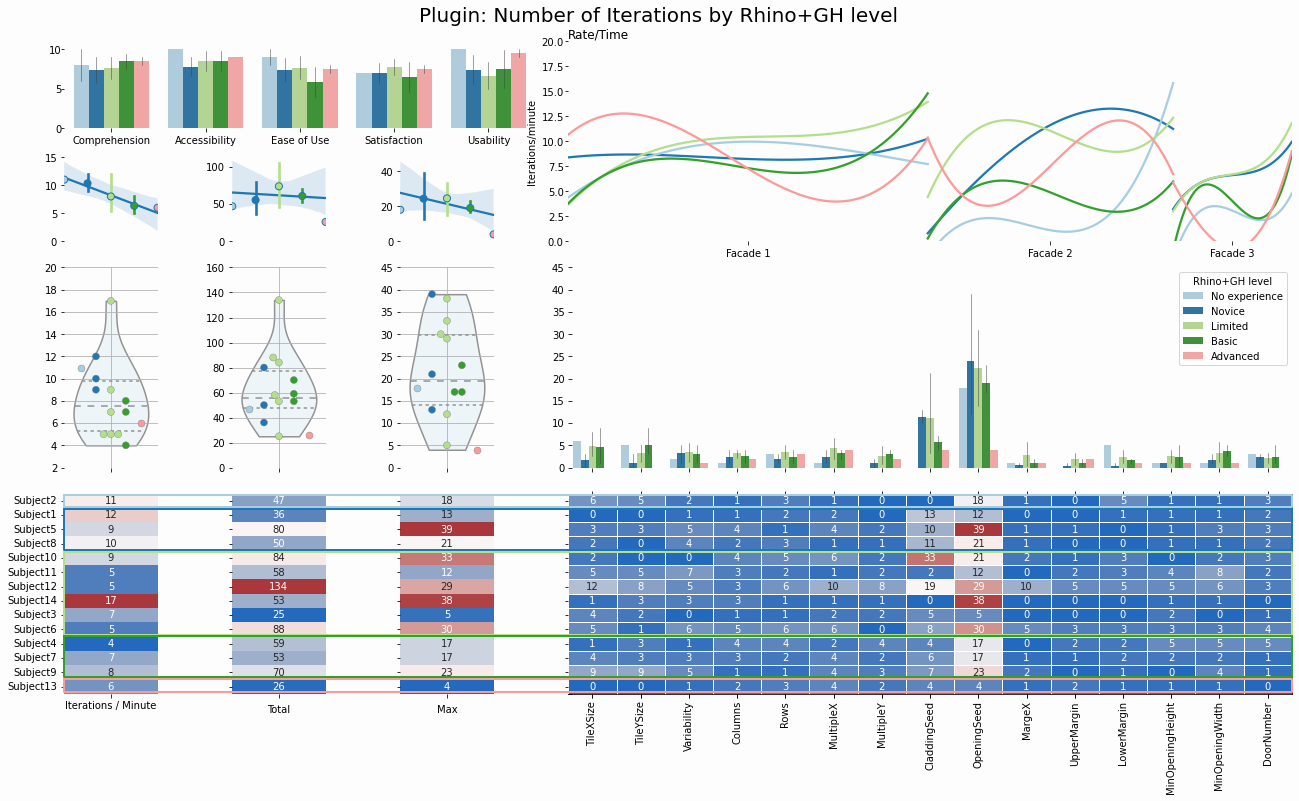 Plugin: Number of Iterations by Rhino+GH level
Rate/Time
10
5
0
Comprehension Accessibility Ease of Use Satisfaction Usability
20.0
17.5
15.0
12.5
10.0
7.5
5.0
2.5
0.0
Iterations/minute
Facade 1 Facade 2 Facade 3
15
10
5
0
100
50
0
40
20
0
20
18
16
14
12
10
8
6
4
2
160
140
120
100
80
60
40
20
0
45
40
35
30
25
20
15
10
5
0
45
40
35
30
25
20
15
10
5
0
Rhino+GH level
No experience
Novice
Limited
Basic
Advanced
Subject2 11 47 18 6 5 2 1 3 1 0 0 18 1 0 5 1 1 3
Subject1 12 36 13 0 0 1 1 2 2 0 13 12 0 0 1 1 1 2
Subject5 9 80 39 3 3 5 4 1 4 2 10 39 1 1 0 1 3 3
Subject8 10 50 21 2 0 4 2 3 1 1 11 21 0 0 1 1 1 2
Subject10 9 84 33 2 0 0 4 5 6 2 33 21 2 1 3 0 2 3
Subject11 5 58 12 5 5 7 3 2 1 2 2 12 0 2 3 4 8 2
Subject12 5 134 29 12 8 5 3 6 10 8 19 29 10 5 5 5 6 3
Subject14 17 53 38 1 3 3 3 1 1 1 0 38 0 0 0 1 1 0
Subject3 7 25 5 4 2 0 1 1 2 2 5 5 0 0 0 0 0 1
Subject6 5 88 30 5 1 6 5 6 6 0 8 30 5 3 3 3 3 4
Subject4 4 59 17 1 3 1 4 2 4 4 4 17 0 2 2 5 5 5
Subject7 7 53 17 4 3 3 3 2 4 2 6 17 1 1 2 2 2 1
Subject9 8 70 23 9 9 5 1 1 4 3 7 23 2 0 1 0 4 1
Subject13 6 26 4 0 0 1 2 3 4 2 4 4 1 2 1 1 1 0
Iterations / Minute Total Max
TileXSize TileYSize Variability Columns Rows MultipleX MultipleY CladdingSeed OpeningSeed MargeX UpperMargin LowerMargin MinOpeningHeight MinOpeningWidth DoorNumber